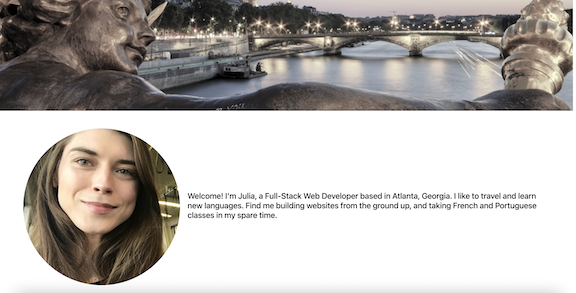 Welcome! I'm Julia, a Full-Stack Web Developer based in Atlanta, Georgia. I like to travel and learn
new languages. Find me building websites from the ground up, and taking French and Portuguese
classes in my spare time.